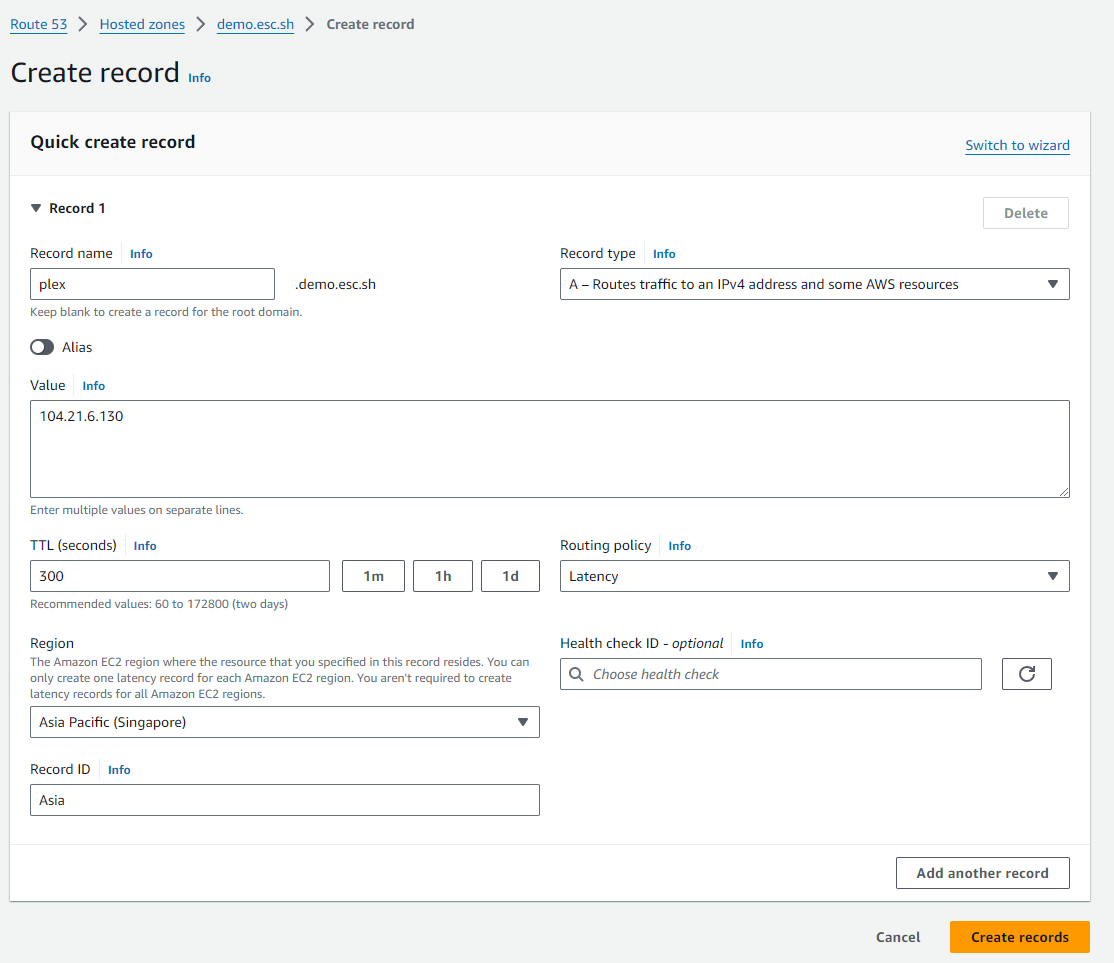 Route 53 > Hosted zones > demo.esc.sh > Create record
Create record Info
Quick create record
Switch to wizard
Record 1
Delete
Record name Info
plex
.demo.esc.sh
Keep blank to create a record for the root domain.
Record type Info
A – Routes traffic to an IPv4 address and some AWS resources
Alias
Value Info
104.21.6.130
Enter multiple values on separate lines.
TTL (seconds) Info
300
1m
1h
1d
Recommended values: 60 to 172800 (two days)
Routing policy Info
Latency
Region
The Amazon EC2 region where the resource that you specified in this record resides. You can
only create one latency record for each Amazon EC2 region. You aren't required to create
latency records for all Amazon EC2 regions.
Asia Pacific (Singapore)
Health check ID - optional Info
Choose health check
Record ID Info
Asia
Add another record
Cancel
Create records